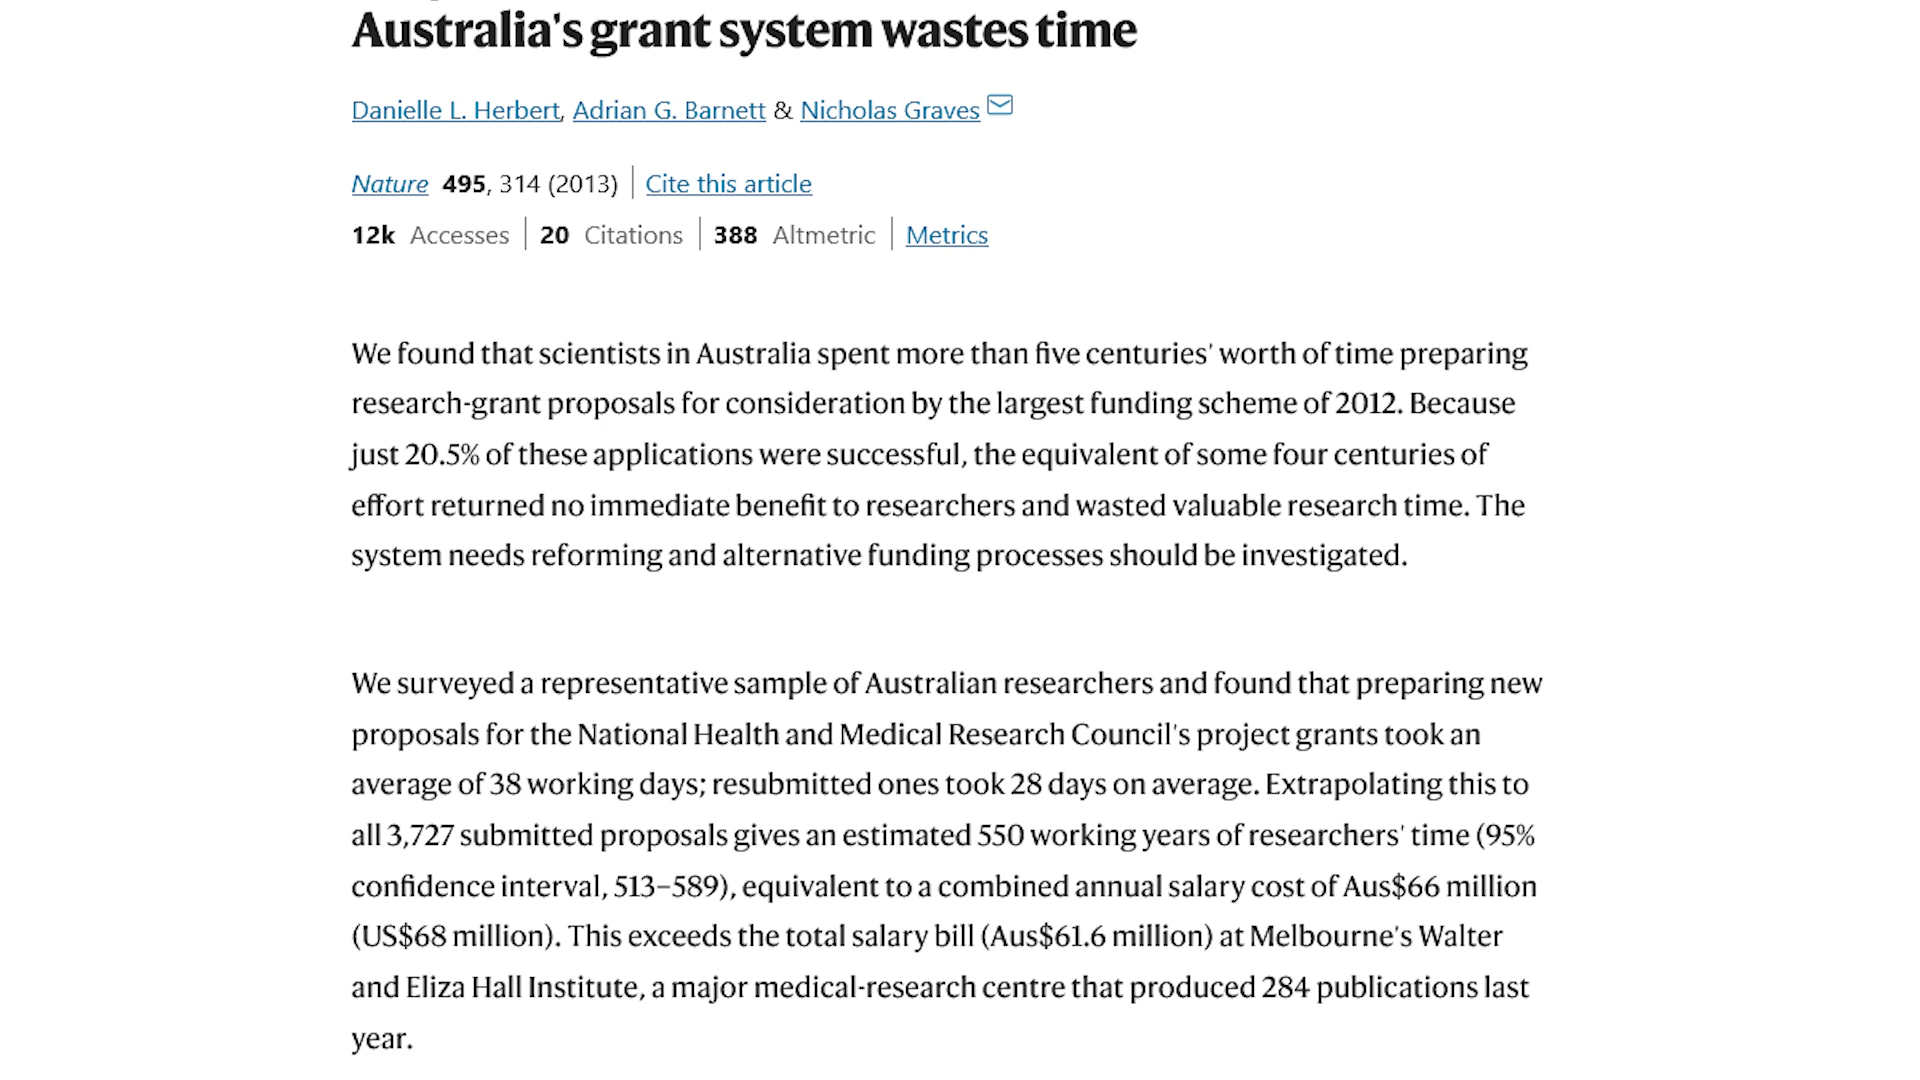 Australia's grant system wastes time
Danielle L. Herbert, Adrian G. Barnett & Nicholas Graves
Nature 495, 314 (2013) | Cite this article
12k Accesses | 20 Citations | 388 Altmetric | Metrics
We found that scientists in Australia spent more than five centuries' worth of time preparing
research-grant proposals for consideration by the largest funding scheme of 2012. Because
just 20.5% of these applications were successful, the equivalent of some four centuries of
effort returned no immediate benefit to researchers and wasted valuable research time. The
system needs reforming and alternative funding processes should be investigated.
We surveyed a representative sample of Australian researchers and found that preparing new
proposals for the National Health and Medical Research Council's project grants took an
average of 38 working days; resubmitted ones took 28 days on average. Extrapolating this to
all 3,727 submitted proposals gives an estimated 550 working years of researchers' time (95%
confidence interval, 513–589), equivalent to a combined annual salary cost of Aus$66 million
(US$68 million). This exceeds the total salary bill (Aus$61.6 million) at Melbourne's Walter
and Eliza Hall Institute, a major medical-research centre that produced 284 publications last
year.